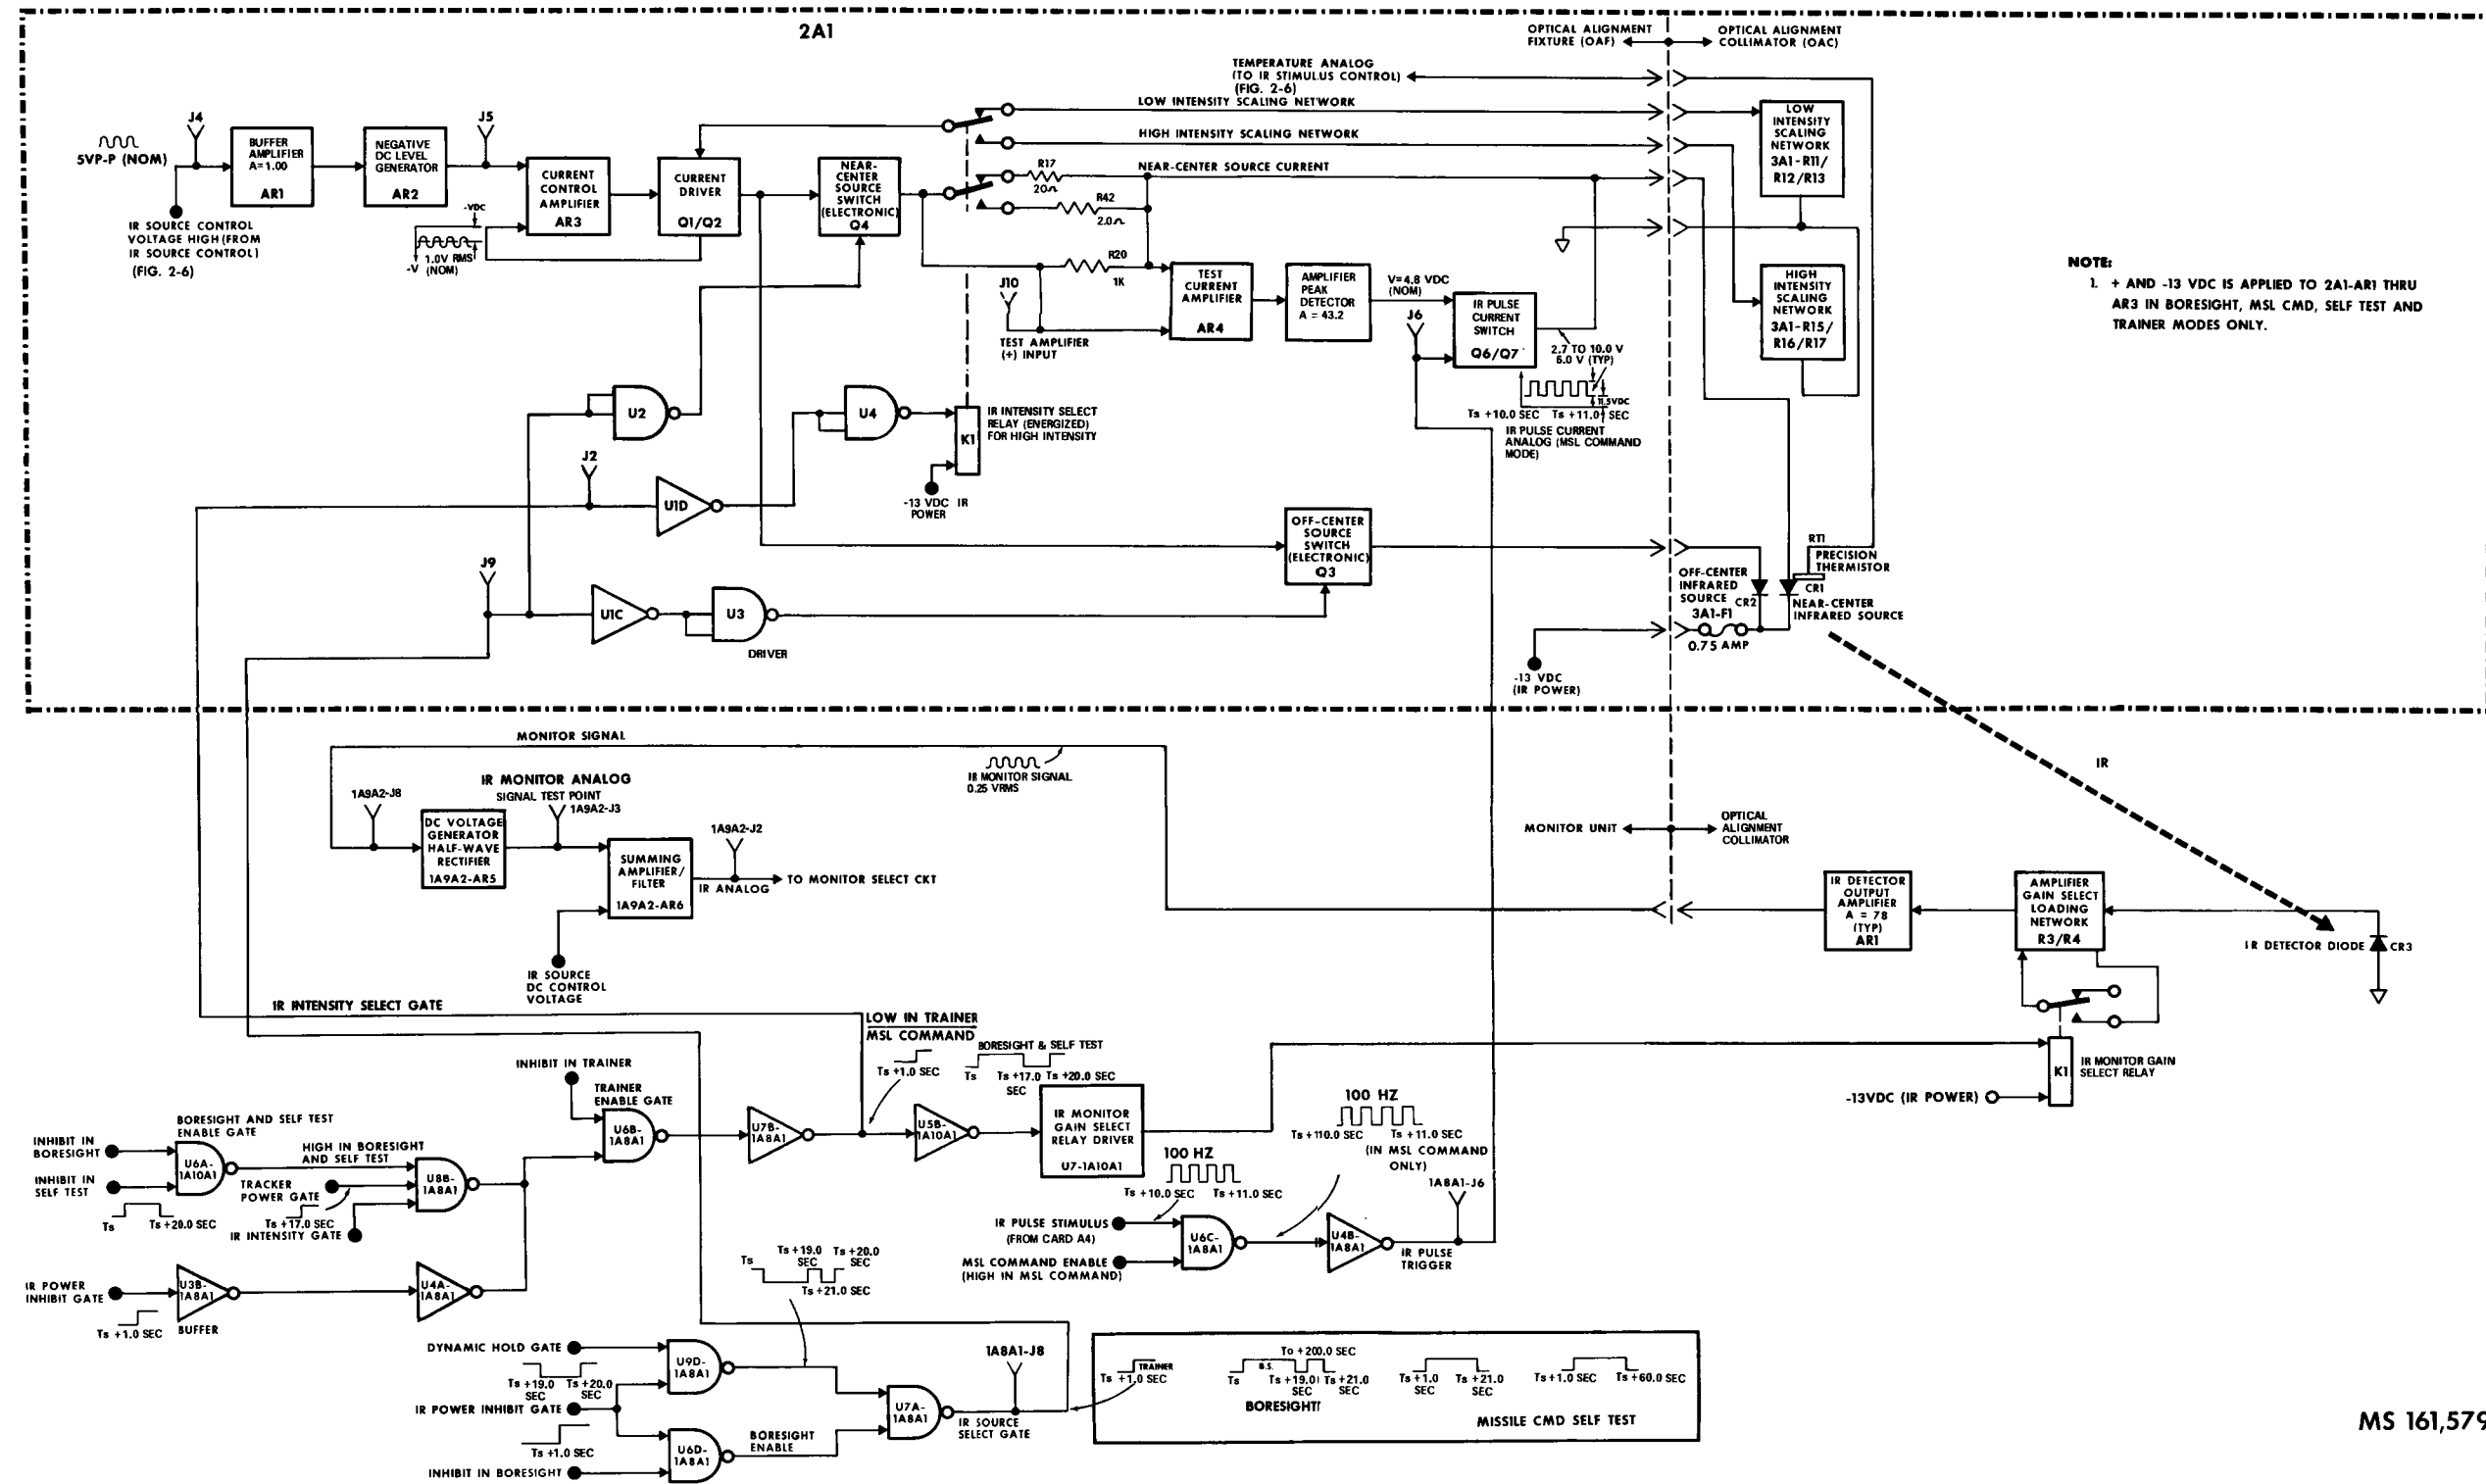 2A1
OPTICAL ALIGNMENT
FIXTURE (OAF)
OPTICAL ALIGNMENT
COLLIMATOR (OAC)
TEMPERATURE ANALOG
(TO IR STIMULUS CONTROL)
(FIG. 2-6)
LOW INTENSITY SCALING NETWORK
HIGH INTENSITY SCALING NETWORK
NEAR-CENTER SOURCE CURRENT
5VP-P (NOM)
J4
BUFFER
AMPLIFIER
A=1.00
AR1
NEGATIVE
DC LEVEL
GENERATOR
AR2
J5
CURRENT
CONTROL
AMPLIFIER
AR3
CURRENT
DRIVER
Q1/Q2
NEAR-
CENTER
SOURCE
SWITCH
(ELECTRONIC)
Q4
R17
20Ω
R42
2.0Ω
R20
1K
LOW
INTENSITY
SCALING
NETWORK
3A1-R11/
R12/R13
IR SOURCE CONTROL
VOLTAGE HIGH (FROM
IR SOURCE CONTROL)
(FIG. 2-6)
-VDC
1.0V RMS
(NOM)
-V
J10
TEST AMPLIFIER
(+) INPUT
TEST
CURRENT
AMPLIFIER
AR4
AMPLIFIER
PEAK
DETECTOR
A = 43.2
V=4.8 VDC
(NOM)
J6
IR PULSE
CURRENT
SWITCH
Q6/Q7
2.7 TO 10.0 V
6.0 V (TYP)
11.5VDC
Ts +10.0 SEC
Ts +11.0 SEC
IR PULSE CURRENT
ANALOG (MSL COMMAND
MODE)
HIGH
INTENSITY
SCALING
NETWORK
3A1-R15/
R16/R17
NOTE:
1. + AND -13 VDC IS APPLIED TO 2A1-AR1 THRU
AR3 IN BORESIGHT, MSL CMD, SELF TEST AND
TRAINER MODES ONLY.
U2
U4
K1
IR INTENSITY SELECT
RELAY (ENERGIZED)
FOR HIGH INTENSITY
J2
U1D
-13 VDC IR
POWER
J9
U1C
U3
DRIVER
OFF-CENTER
SOURCE
SWITCH
(ELECTRONIC)
Q3
RT1
PRECISION
THERMISTOR
OFF-CENTER
INFRARED
SOURCE
CR2
CR1
NEAR-CENTER
INFRARED SOURCE
3A1-F1
0.75 AMP
-13 VDC
(IR POWER)
MONITOR SIGNAL
IR MONITOR SIGNAL
0.25 VRMS
IR
1A9A2-J8
IR MONITOR ANALOG
SIGNAL TEST POINT
1A9A2-J3
DC VOLTAGE
GENERATOR
HALF-WAVE
RECTIFIER
1A9A2-AR5
1A9A2-J2
SUMMING
AMPLIFIER/
FILTER
1A9A2-AR6
IR ANALOG
TO MONITOR SELECT CKT
IR SOURCE
DC CONTROL
VOLTAGE
MONITOR UNIT
OPTICAL
ALIGNMENT
COLLIMATOR
IR DETECTOR
OUTPUT
AMPLIFIER
A = 78
(TYP)
AR1
AMPLIFIER
GAIN SELECT
LOADING
NETWORK
R3/R4
IR DETECTOR DIODE
CR3
IR INTENSITY SELECT GATE
LOW IN TRAINER
MSL COMMAND
Ts +1.0 SEC
BORESIGHT & SELF TEST
Ts
Ts +17.0
SEC
Ts +20.0 SEC
K1
IR MONITOR GAIN
SELECT RELAY
-13VDC (IR POWER)
INHIBIT IN TRAINER
TRAINER
ENABLE GATE
U6B-
1A8A1
U7B-
1A8A1
U5B-
1A10A1
IR MONITOR
GAIN SELECT
RELAY DRIVER
U7-1A10A1
BORESIGHT AND SELF TEST
ENABLE GATE
INHIBIT IN
BORESIGHT
U6A-
1A10A1
INHIBIT IN
SELF TEST
Ts
Ts +20.0 SEC
HIGH IN BORESIGHT
AND SELF TEST
TRACKER
POWER GATE
Ts +17.0 SEC
IR INTENSITY GATE
U8B-
1A8A1
100 HZ
Ts +10.0 SEC
Ts +11.0 SEC
100 HZ
Ts +110.0 SEC
Ts +11.0 SEC
(IN MSL COMMAND
ONLY)
IR PULSE STIMULUS
(FROM CARD A4)
MSL COMMAND ENABLE
(HIGH IN MSL COMMAND)
U6C-
1A8A1
U4B-
1A8A1
1A8A1-J6
IR PULSE
TRIGGER
IR POWER
INHIBIT GATE
Ts +1.0 SEC
U3B-
1A8A1
BUFFER
U4A-
1A8A1
Ts
Ts +19.0
SEC
Ts +20.0
SEC
Ts +21.0 SEC
DYNAMIC HOLD GATE
Ts +19.0
SEC
Ts +20.0
SEC
U9D-
1A8A1
IR POWER INHIBIT GATE
Ts +1.0 SEC
U6D-
1A8A1
INHIBIT IN BORESIGHT
BORESIGHT
ENABLE
U7A-
1A8A1
1A8A1-J8
IR SOURCE
SELECT GATE
TRAINER
Ts +1.0 SEC
To +200.0 SEC
B.S.
Ts
Ts +19.0
SEC
Ts +21.0
SEC
BORESIGHT
Ts +1.0
SEC
Ts +21.0
SEC
Ts +1.0 SEC
Ts +60.0 SEC
MISSILE CMD SELF TEST
MS 161,579